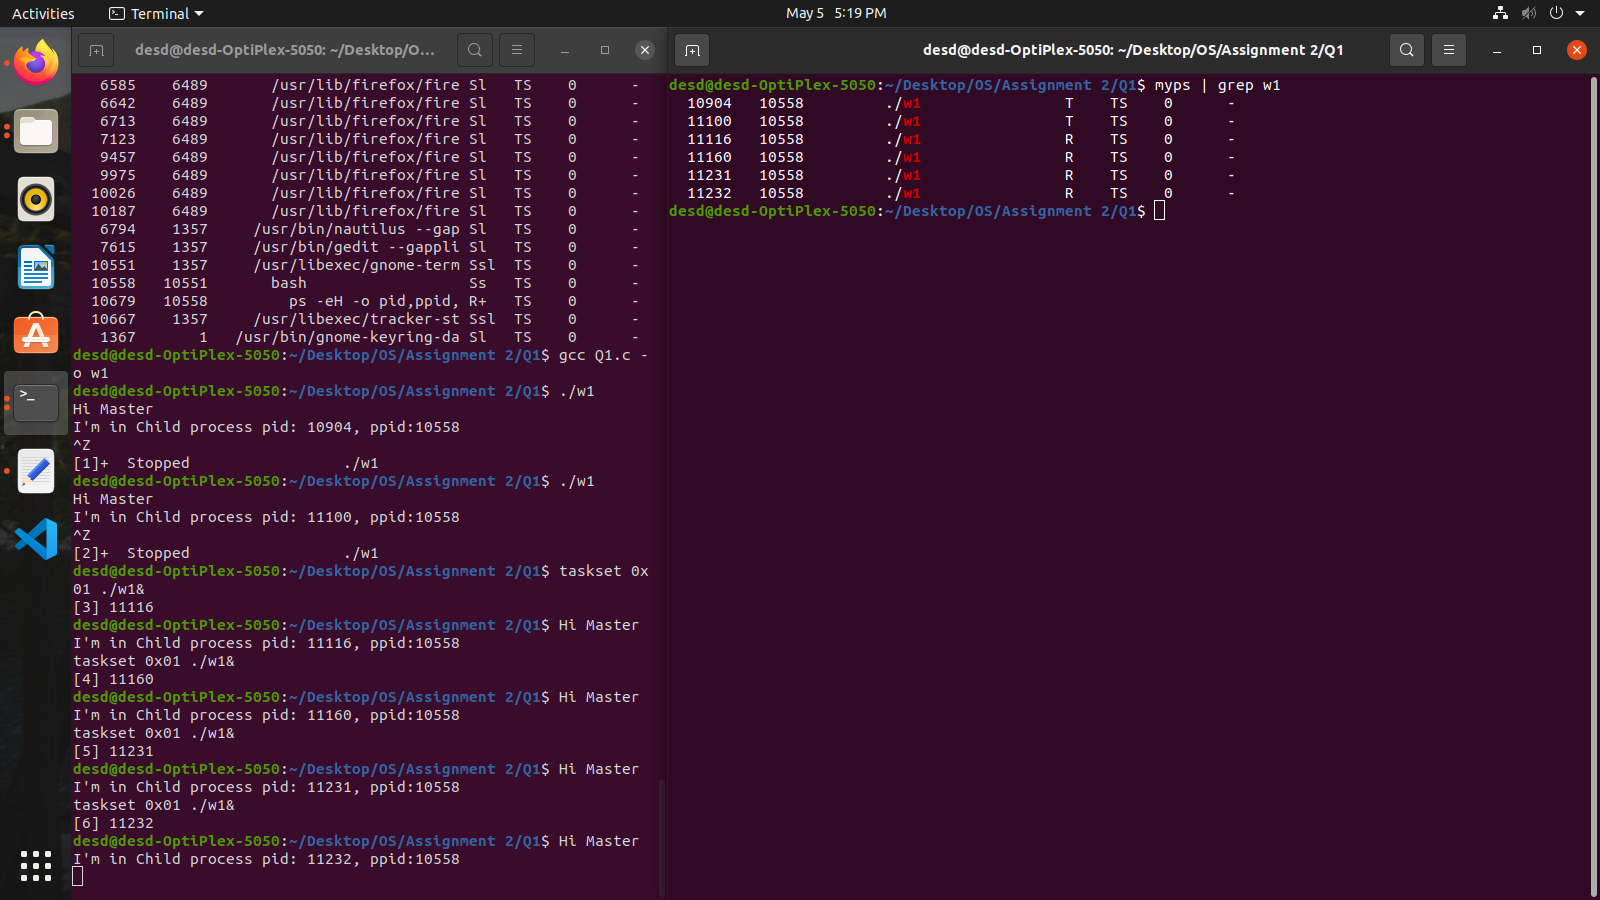 Activities Terminal May 5 5:19 PM
desd@desd-OptiPlex-5050: ~/Desktop/O...
6585 6489 /usr/lib/firefox/fire Sl TS 0 -
6642 6489 /usr/lib/firefox/fire Sl TS 0 -
6713 6489 /usr/lib/firefox/fire Sl TS 0 -
7123 6489 /usr/lib/firefox/fire Sl TS 0 -
9457 6489 /usr/lib/firefox/fire Sl TS 0 -
9975 6489 /usr/lib/firefox/fire Sl TS 0 -
10026 6489 /usr/lib/firefox/fire Sl TS 0 -
10187 6489 /usr/lib/firefox/fire Sl TS 0 -
6794 1357 /usr/bin/nautilus --gap Sl TS 0 -
7615 1357 /usr/bin/gedit --gappli Sl TS 0 -
10551 1357 /usr/libexec/gnome-term Ssl TS 0 -
10558 10551 bash Ss TS 0 -
10679 10558 ps -eH -o pid,ppid, R+ TS 0 -
10667 1357 /usr/libexec/tracker-st Ssl TS 0 -
1367 1 /usr/bin/gnome-keyring-da Sl TS 0 -
desd@desd-OptiPlex-5050:~/Desktop/OS/Assignment 2/Q1$ gcc Q1.c -
o w1
desd@desd-OptiPlex-5050:~/Desktop/OS/Assignment 2/Q1$ ./w1
Hi Master
I'm in Child process pid: 10904, ppid:10558
^Z
[1]+ Stopped ./w1
desd@desd-OptiPlex-5050:~/Desktop/OS/Assignment 2/Q1$ ./w1
Hi Master
I'm in Child process pid: 11100, ppid:10558
^Z
[2]+ Stopped ./w1
desd@desd-OptiPlex-5050:~/Desktop/OS/Assignment 2/Q1$ taskset 0x
01 ./w1&
[3] 11116
desd@desd-OptiPlex-5050:~/Desktop/OS/Assignment 2/Q1$ Hi Master
I'm in Child process pid: 11116, ppid:10558
taskset 0x01 ./w1&
[4] 11160
desd@desd-OptiPlex-5050:~/Desktop/OS/Assignment 2/Q1$ Hi Master
I'm in Child process pid: 11160, ppid:10558
taskset 0x01 ./w1&
[5] 11231
desd@desd-OptiPlex-5050:~/Desktop/OS/Assignment 2/Q1$ Hi Master
I'm in Child process pid: 11231, ppid:10558
taskset 0x01 ./w1&
[6] 11232
desd@desd-OptiPlex-5050:~/Desktop/OS/Assignment 2/Q1$ Hi Master
I'm in Child process pid: 11232, ppid:10558
desd@desd-OptiPlex-5050: ~/Desktop/OS/Assignment 2/Q1
desd@desd-OptiPlex-5050:~/Desktop/OS/Assignment 2/Q1$ myps | grep w1
10904 10558 ./w1 T TS 0 -
11100 10558 ./w1 T TS 0 -
11116 10558 ./w1 R TS 0 -
11160 10558 ./w1 R TS 0 -
11231 10558 ./w1 R TS 0 -
11232 10558 ./w1 R TS 0 -
desd@desd-OptiPlex-5050:~/Desktop/OS/Assignment 2/Q1$